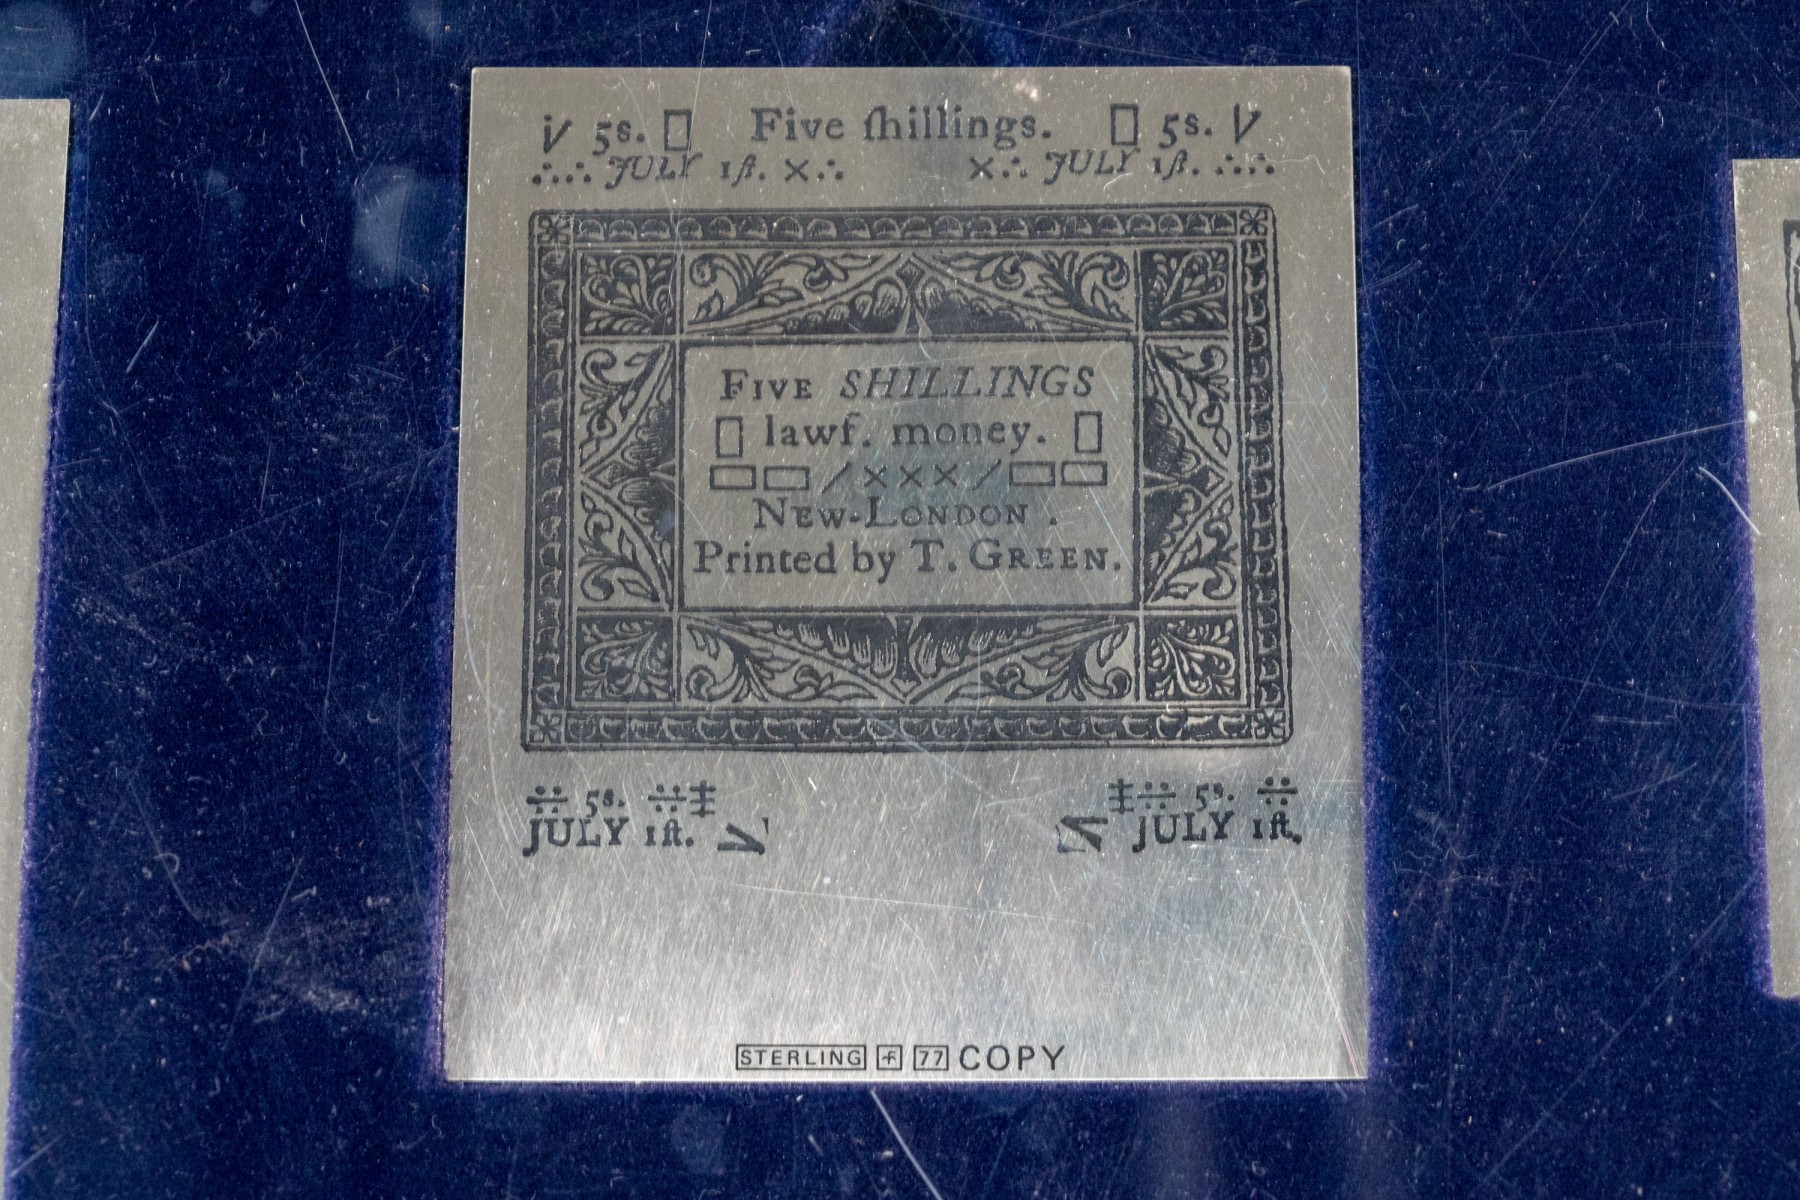 V 5s. ▯ Five ſhillings. ▯ 5s. V
∴.∴ JULY 1ſt. ×∴ ×∴ JULY 1ſt. ∴∴
FIVE SHILLINGS
▯ lawf. money. ▯
▭ ▭ / × × × / ▭ ▭
NEW-LONDON .
Printed by T. GREEN.
5s. ‡ ‡ 5s.
JULY 1ſt. V V JULY 1ſt.
STERLING f 77 COPY